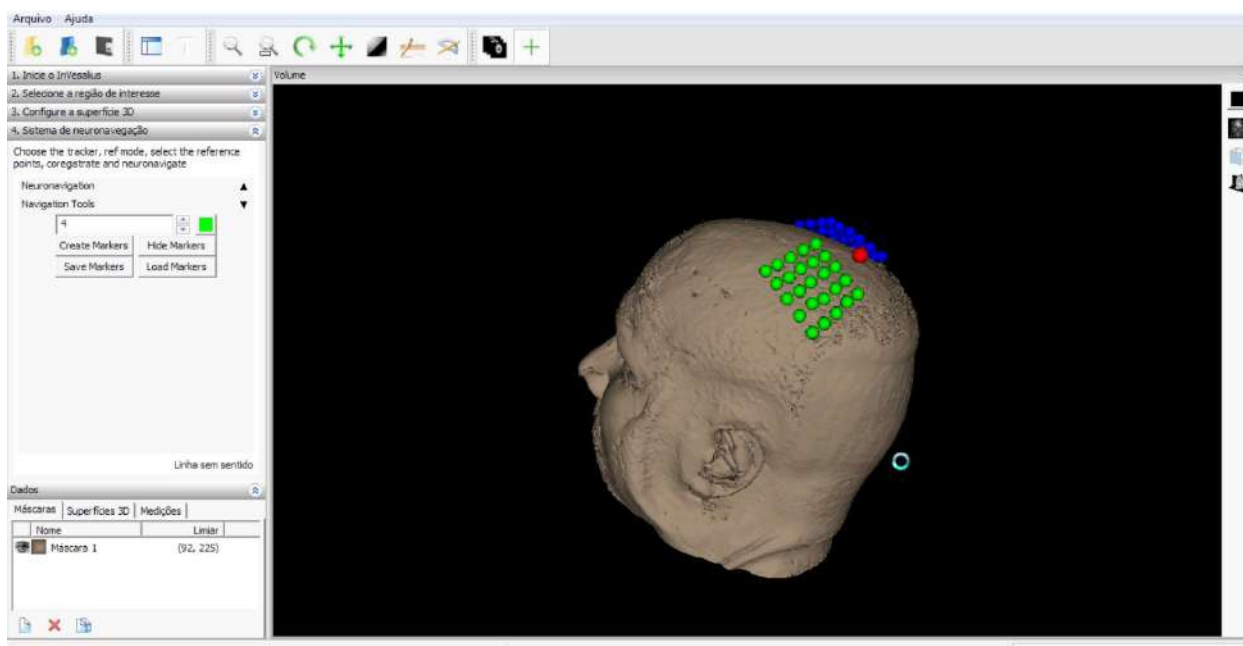 Arquivo Ajuda
1. Inicie o InVesalius
2. Selecione a região de interesse
3. Configure a superfície 3D
4. Sistema de neuronavegação
Choose the tracker, ref mode, select the reference
points, coregistrate and neuronavigate
Neuronavigation
Navigation Tools
4
Create Markers Hide Markers
Save Markers Load Markers
Linha sem sentido
Dados
Máscaras Superfícies 3D Medições
Nome Limiar
Máscara 1 (92, 225)
Volume